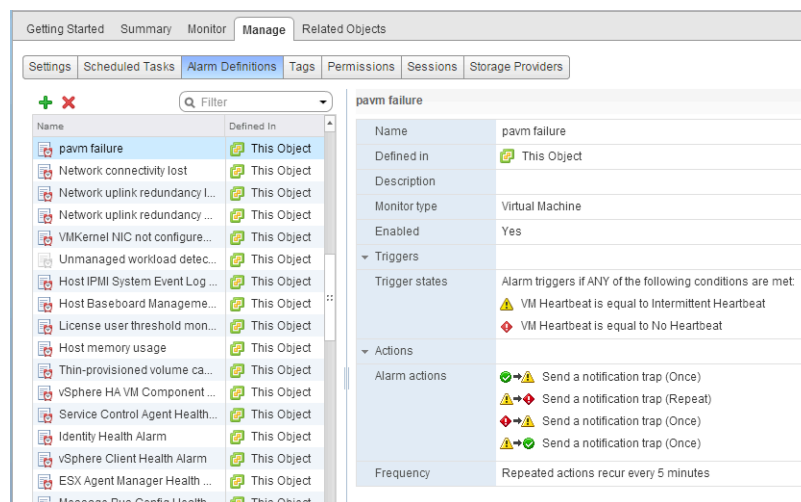 Getting Started Summary Monitor Manage Related Objects
Settings Scheduled Tasks Alarm Definitions Tags Permissions Sessions Storage Providers
Filter
Name Defined In
pavm failure This Object
Network connectivity lost This Object
Network uplink redundancy l... This Object
Network uplink redundancy ... This Object
VMKernel NIC not configure... This Object
Unmanaged workload detec... This Object
Host IPMI System Event Log ... This Object
Host Baseboard Manageme... This Object
License user threshold mon... This Object
Host memory usage This Object
Thin-provisioned volume ca... This Object
vSphere HA VM Component ... This Object
Service Control Agent Health... This Object
Identity Health Alarm This Object
vSphere Client Health Alarm This Object
ESX Agent Manager Health ... This Object
Message Bus Config Health This Object
pavm failure
Name pavm failure
Defined in This Object
Description
Monitor type Virtual Machine
Enabled Yes
Triggers
Trigger states Alarm triggers if ANY of the following conditions are met:
VM Heartbeat is equal to Intermittent Heartbeat
VM Heartbeat is equal to No Heartbeat
Actions
Alarm actions Send a notification trap (Once)
Send a notification trap (Repeat)
Send a notification trap (Once)
Send a notification trap (Once)
Frequency Repeated actions recur every 5 minutes